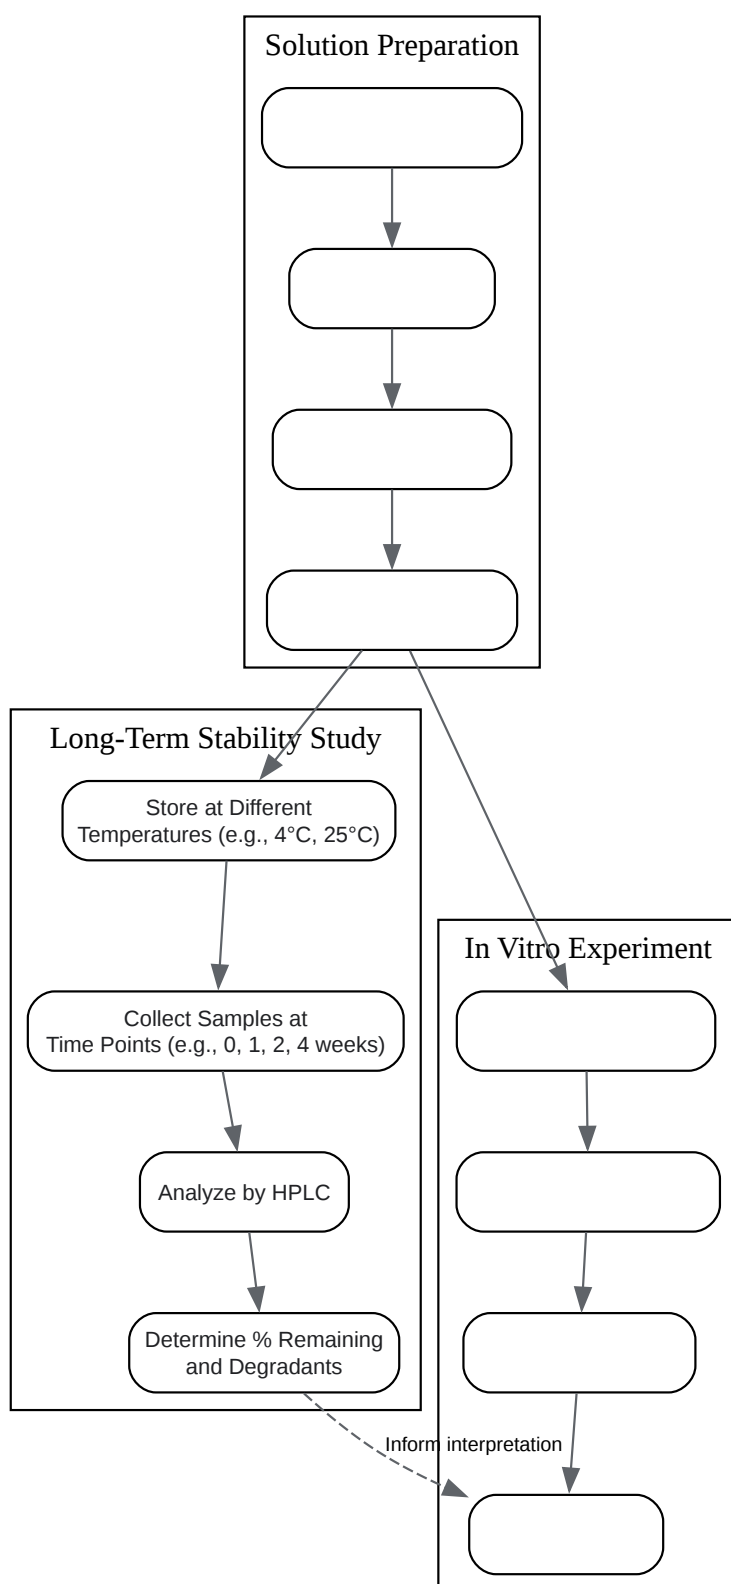 Solution Preparation
Long-Term Stability Study
Store at Different
Temperatures (e.g., 4°C, 25°C)
In Vitro Experiment
Collect Samples at
Time Points (e.g., 0, 1, 2, 4 weeks)
Analyze by HPLC
Determine % Remaining
and Degradants
Inform interpretation